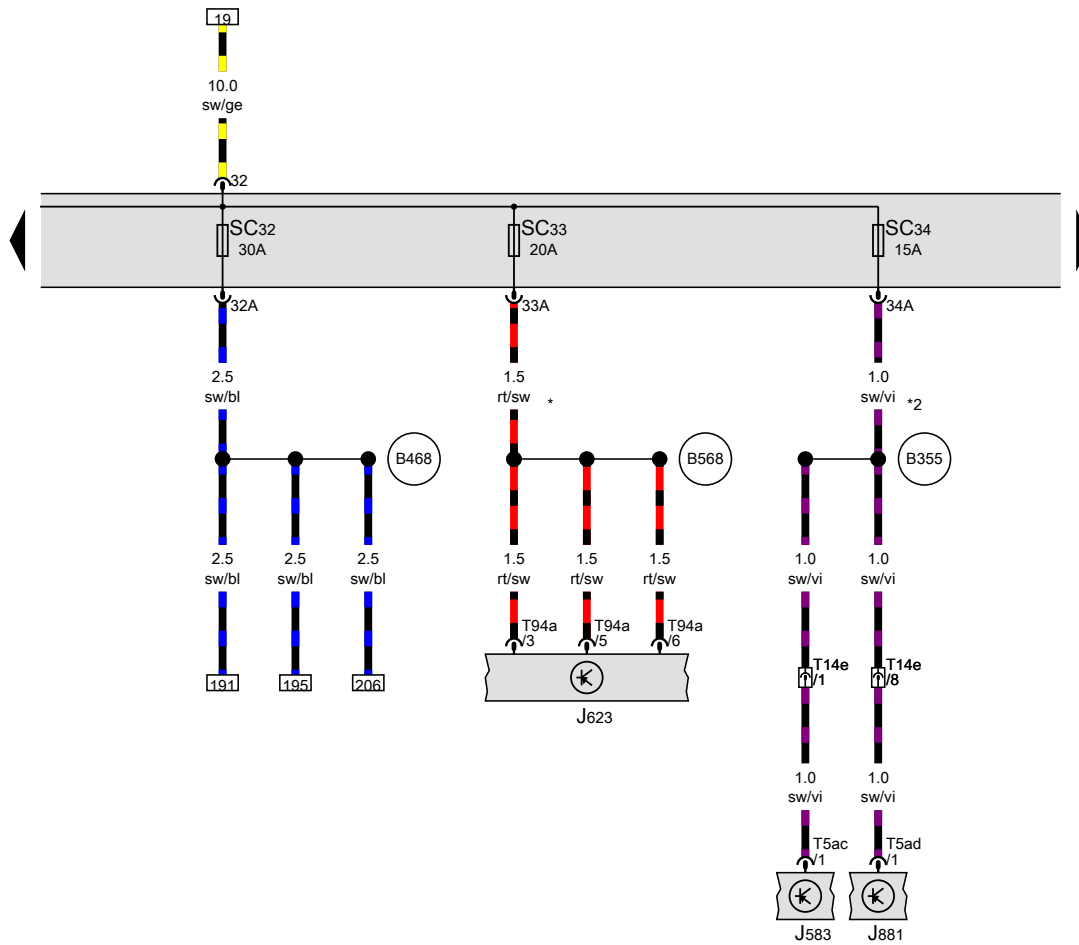 19
10.0
sw/ge
32
SC32
30A
SC33
20A
SC34
15A
32A
33A
34A
2.5
sw/bl
1.5
rt/sw *
1.0
sw/vi *2
B468
B568
B355
2.5
sw/bl
2.5
sw/bl
2.5
sw/bl
1.5
rt/sw
1.5
rt/sw
1.5
rt/sw
1.0
sw/vi
1.0
sw/vi
T94a
/3
T94a
/5
T94a
/6
191
195
206
T14e
/1
T14e
/8
J623
1.0
sw/vi
1.0
sw/vi
T5ac
/1
T5ad
/1
J583
J881